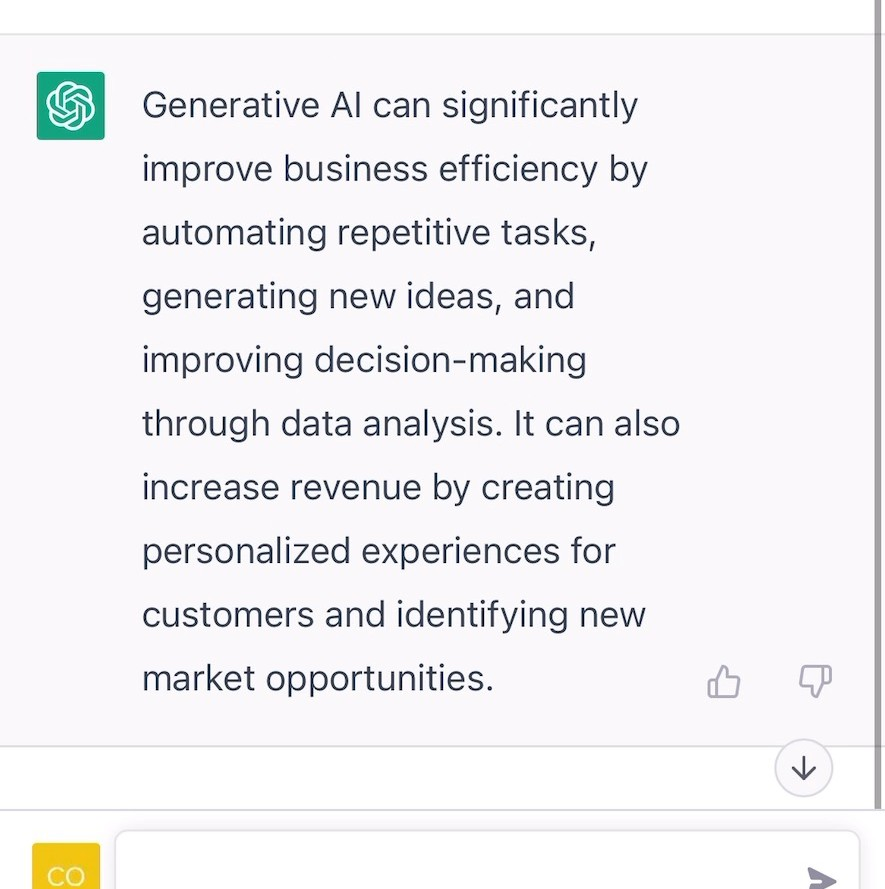 Generative AI can significantly
improve business efficiency by
automating repetitive tasks,
generating new ideas, and
improving decision-making
through data analysis. It can also
increase revenue by creating
personalized experiences for
customers and identifying new
market opportunities.
CO